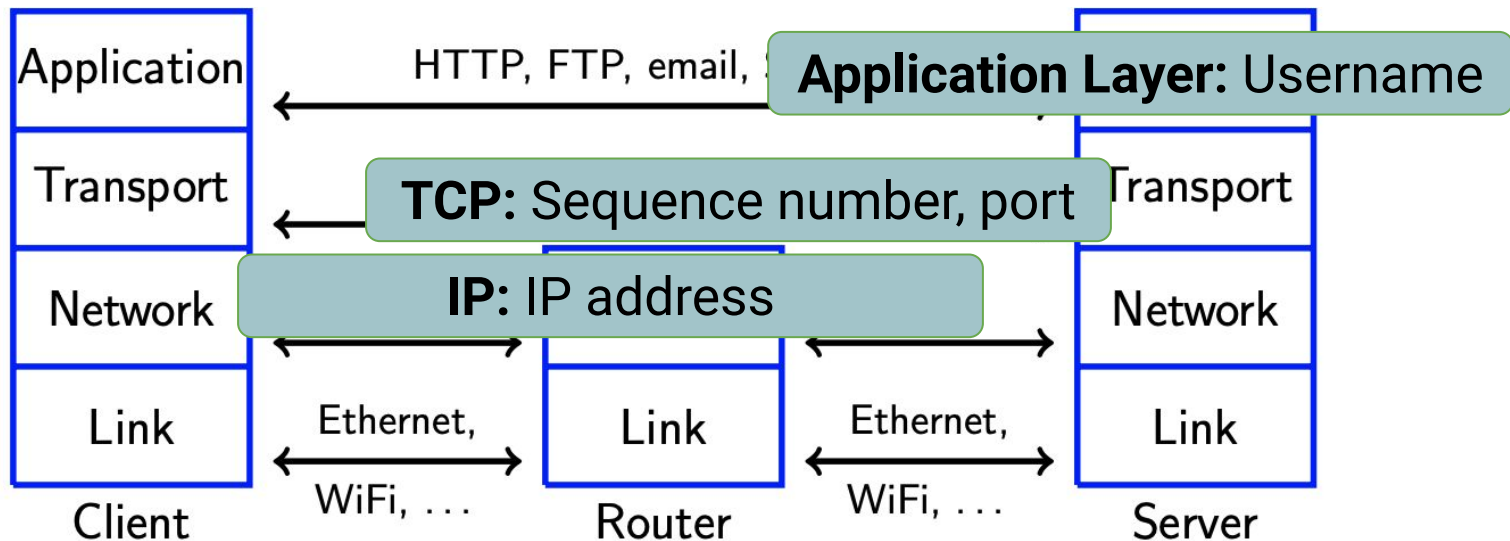 Application
HTTP, FTP, email,
Application Layer: Username
Transport
TCP: Sequence number, port
Transport
Network
IP: IP address
Network
Link
Ethernet,
WiFi, ...
Link
Ethernet,
WiFi, ...
Link
Client
Router
Server